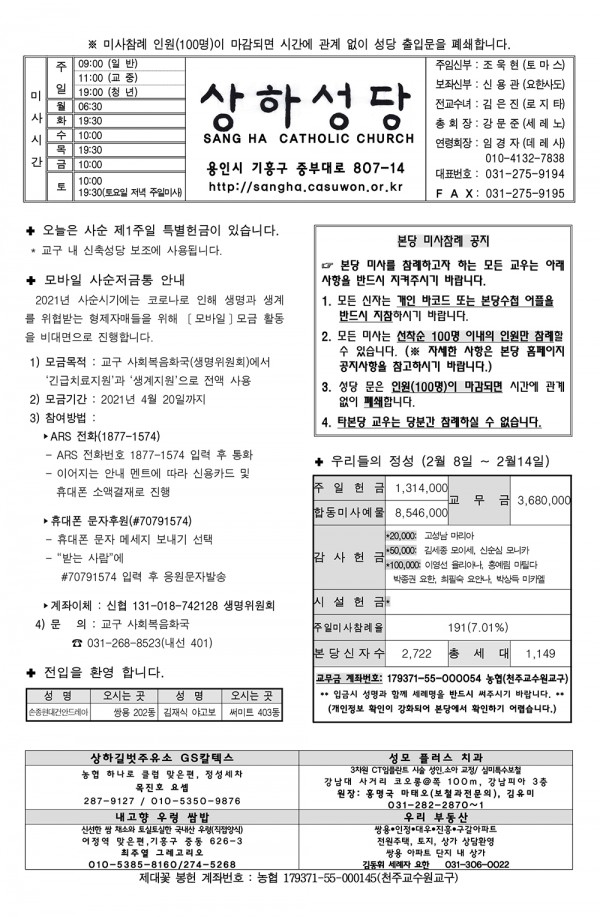 ※ 미사참례 인원(100명)이 마감되면 시간에 관계 없이 성당 출입문을 폐쇄합니다.
미사시간
주일 09:00 (일 반)
11:00 (교 중)
19:00 (청 년)
월 06:30
화 19:30
수 10:00
목 19:30
금 10:00
토 10:00
19:30(토요일 저녁 주일미사)
상하성당
SANG HA CATHOLIC CHURCH
용인시 기흥구 중부대로 807-14
http://sangha.casuwon.or.kr
주임신부 : 조 욱 현 (토 마 스)
보좌신부 : 신 용 관 (요한사도)
전교수녀 : 김 은 진 (로 지 타)
총 회 장 : 강 문 준 (세 레 노)
연령회장 : 임 경 자 (데 레 사)
010-4132-7838
대표번호 : 031-275-9194
F A X : 031-275-9195
✚ 오늘은 사순 제1주일 특별헌금이 있습니다.
* 교구 내 신축성당 보조에 사용됩니다.
✚ 모바일 사순저금통 안내
2021년 사순시기에는 코로나로 인해 생명과 생계
를 위협받는 형제자매들을 위해 [모바일] 모금 활동
을 비대면으로 진행합니다.
1) 모금목적 : 교구 사회복음화국(생명위원회)에서
‘긴급치료지원’과 ‘생계지원’으로 전액 사용
2) 모금기간 : 2021년 4월 20일까지
3) 참여방법 :
▶ARS 전화(1877-1574)
- ARS 전화번호 1877-1574 입력 후 통화
- 이어지는 안내 멘트에 따라 신용카드 및
휴대폰 소액결재로 진행
▶휴대폰 문자후원(#70791574)
- 휴대폰 문자 메세지 보내기 선택
- “받는 사람”에
#70791574 입력 후 응원문자발송
▶계좌이체 : 신협 131-018-742128 생명위원회
4) 문 의 : 교구 사회복음화국
☎ 031-268-8523(내선 401)
✚ 전입을 환영 합니다.
성 명 오시는 곳 성 명 오시는 곳
손종원대건안드레아 쌍용 202동 김재식 야고보 써미트 403동
본당 미사참례 공지
☞ 본당 미사를 참례하고자 하는 모든 교우는 아래
사항을 반드시 지켜주시기 바랍니다.
1. 모든 신자는 개인 바코드 또는 본당수첩 어플을
반드시 지참하시기 바랍니다.
2. 모든 미사는 선착순 100명 이내의 인원만 참례할
수 있습니다. (※ 자세한 사항은 본당 홈페이지
공지사항을 참고하시기 바랍니다.)
3. 성당 문은 인원(100명)이 마감되면 시간에 관계
없이 폐쇄합니다.
4. 타본당 교우는 당분간 참례하실 수 없습니다.
✚ 우리들의 정성 (2월 8일 ~ 2월14일)
주 일 헌 금 1,314,000 교 무 금 3,680,000
합동미사예물 8,546,000
감 사 헌 금 *20,000: 고성남 마리아
*50,000: 김세종 모이세, 신순심 모니카
*100,000: 이영선 율리아나, 홍예림 마틸다
박종권 요한, 최필숙 요안나, 박상득 미카엘
시 설 헌 금 *
주일미사참례율 191(7.01%)
본 당 신 자 수 2,722 총 세 대 1,149
교무금 계좌번호: 179371-55-000054 농협(천주교수원교구)
** 입금시 성명과 함께 세례명을 반드시 써주시기 바랍니다. **
(개인정보 확인이 강화되어 본당에서 확인하기 어렵습니다.)
상하길벗주유소 GS칼텍스
농협 하나로 클럽 맞은편, 정성세차
목진호 요셉
287-9127 / 010-5350-9876
성모 플러스 치과
3차원 CT임플란트 시술 성인,소아 교정/ 심미특수보철
강남대 사거리 코오롱@쪽 100m, 강남피아 3층
원장: 홍명국 마태오(보철과전문의), 김유미
031-282-2870~1
내고향 우렁 쌈밥
신선한 쌈 채소와 토실토실한 국내산 우렁(직접양식)
어정역 맞은편,기흥구 중동 626-3
최주열 그레고리오
010-5385-8160/274-5268
우리 부동산
쌍용•인정•대우•진흥•구갈아파트
전원주택, 토지, 상가 상담환영
쌍용 아파트 단지 내 상가
김동휘 세례자 요한 031-306-0022
제대꽃 봉헌 계좌번호 : 농협 179371-55-000145(천주교수원교구)